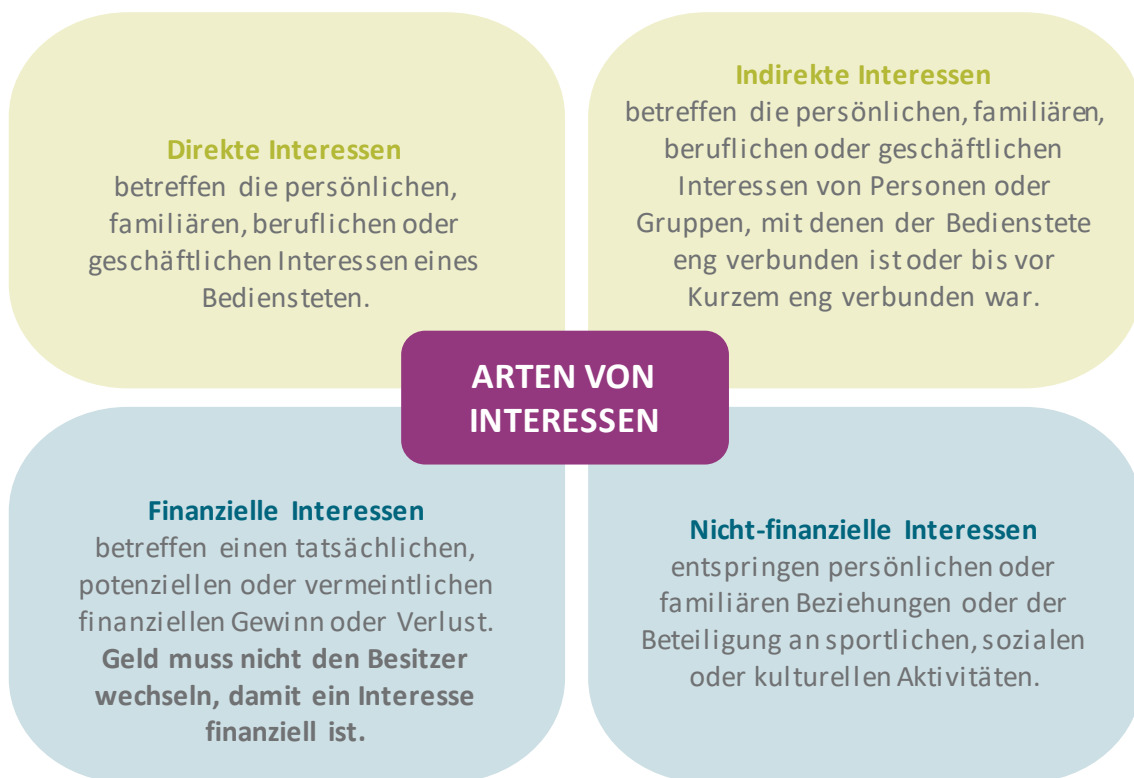 Direkte Interessen
betreffen die persönlichen,
familiären, beruflichen oder
geschäftlichen Interessen eines
Bediensteten.
Indirekte Interessen
betreffen die persönlichen, familiären,
beruflichen oder geschäftlichen
Interessen von Personen oder
Gruppen, mit denen der Bedienstete
eng verbunden ist oder bis vor
Kurzem eng verbunden war.
ARTEN VON
INTERESSEN
Finanzielle Interessen
betreffen einen tatsächlichen,
potenziellen oder vermeintlichen
finanziellen Gewinn oder Verlust.
Geld muss nicht den Besitzer
wechseln, damit ein Interesse
finanziell ist.
Nicht-finanzielle Interessen
entspringen persönlichen oder
familiären Beziehungen oder der
Beteiligung an sportlichen, sozialen
oder kulturellen Aktivitäten.